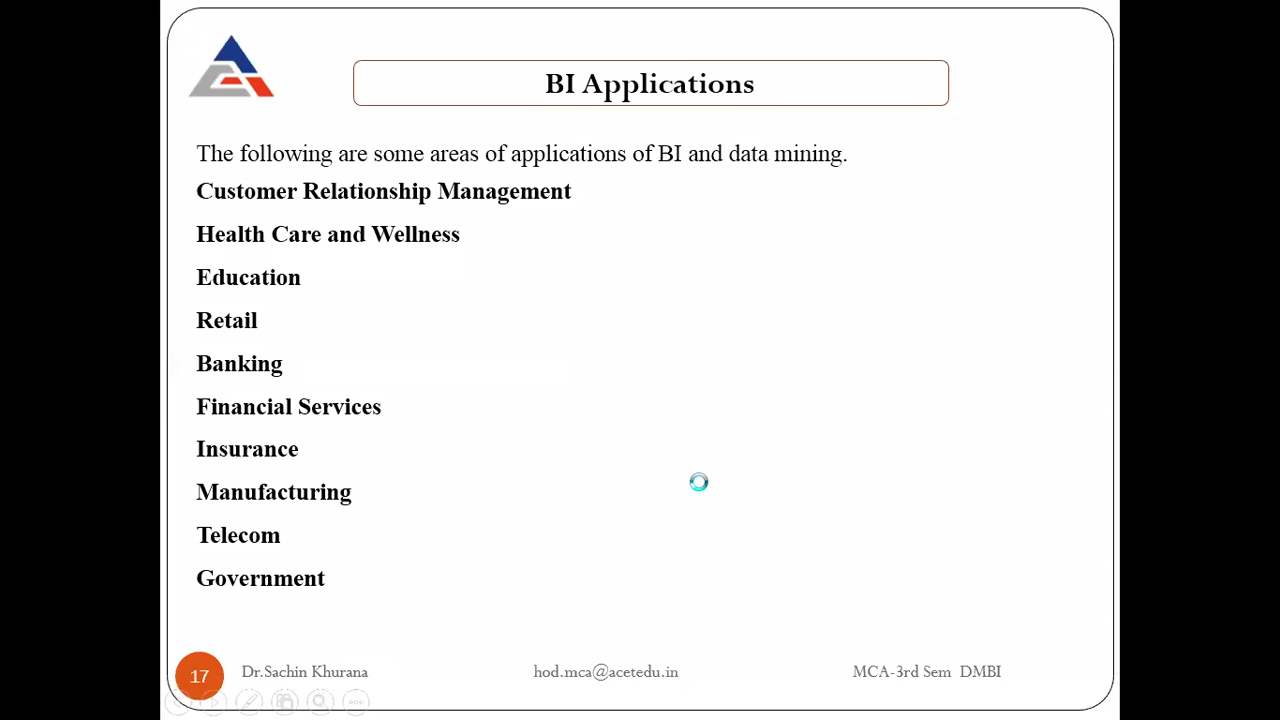 BI Applications
The following are some areas of applications of BI and data mining.
Customer Relationship Management
Health Care and Wellness
Education
Retail
Banking
Financial Services
Insurance
Manufacturing
Telecom
Government
17 Dr.Sachin Khurana hod.mca@acetedu.in MCA-3rd Sem DMBI